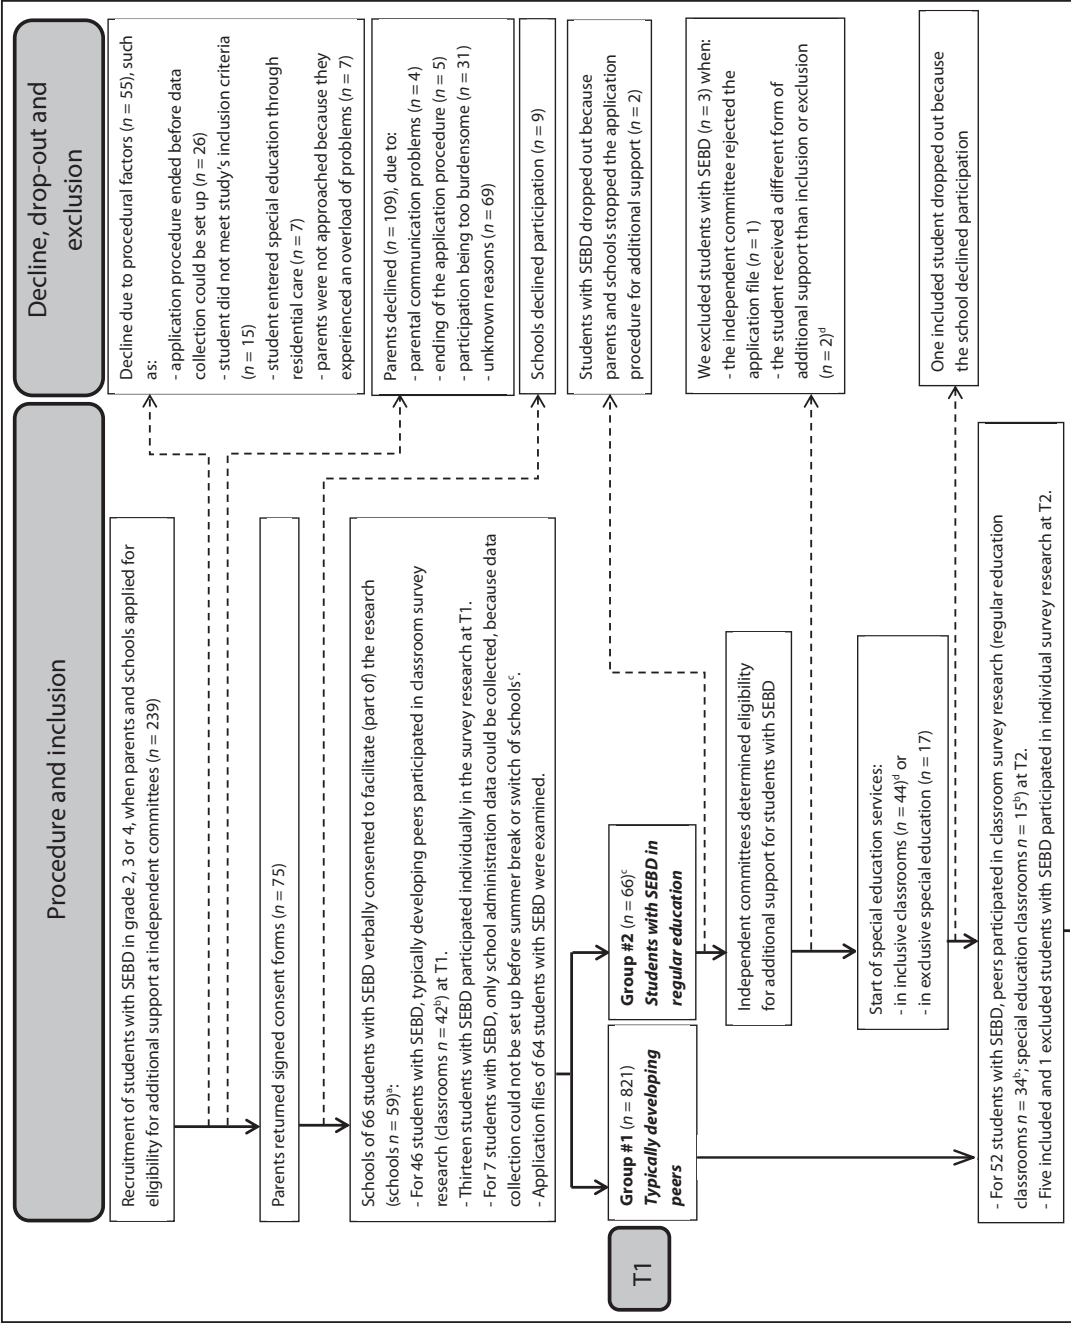 Procedure and inclusion
Decline, drop-out and
exclusion
Recruitment of students with SEBD in grade 2, 3 or 4, when parents and schools applied for
eligibility for additional support at independent committees (n = 239)
Decline due to procedural factors (n = 55), such
as:
- application procedure ended before data
collection could be set up (n = 26)
- student did not meet study's inclusion criteria
(n = 15)
- student entered special education through
residential care (n = 7)
- parents were not approached because they
experienced an overload of problems (n = 7)
Parents declined (n = 109), due to:
- parental communication problems (n = 4)
- ending of the application procedure (n = 5)
- participation being too burdensome (n = 31)
- unknown reasons (n = 69)
Parents returned signed consent forms (n = 75)
Schools declined participation (n = 9)
Schools of 66 students with SEBD verbally consented to facilitate (part of) the research
(schools n = 59)ᵃ:
- For 46 students with SEBD, typically developing peers participated in classroom survey
research (classrooms n = 42ᵇ) at T1.
- Thirteen students with SEBD participated individually in the survey research at T1.
- For 7 students with SEBD, only school administration data could be collected, because data
collection could not be set up before summer break or switch of schoolsᶜ.
- Application files of 64 students with SEBD were examined.
T1
Group #1 (n = 821)
Typically developing
peers
Group #2 (n = 66)ᶜ
Students with SEBD in
regular education
Students with SEBD dropped out because
parents and schools stopped the application
procedure for additional support (n = 2)
Independent committees determined eligibility
for additional support for students with SEBD
We excluded students with SEBD (n = 3) when:
- the independent committee rejected the
application file (n = 1)
- the student received a different form of
additional support than inclusion or exclusion
(n = 2)ᵈ
Start of special education services:
- in inclusive classrooms (n = 44)ᵈ or
- in exclusive special education (n = 17)
One included student dropped out because
the school declined participation
- For 52 students with SEBD, peers participated in classroom survey research (regular education
classrooms n = 34ᵇ; special education classrooms n = 15ᵇ) at T2.
- Five included and 1 excluded students with SEBD participated in individual survey research at T2.